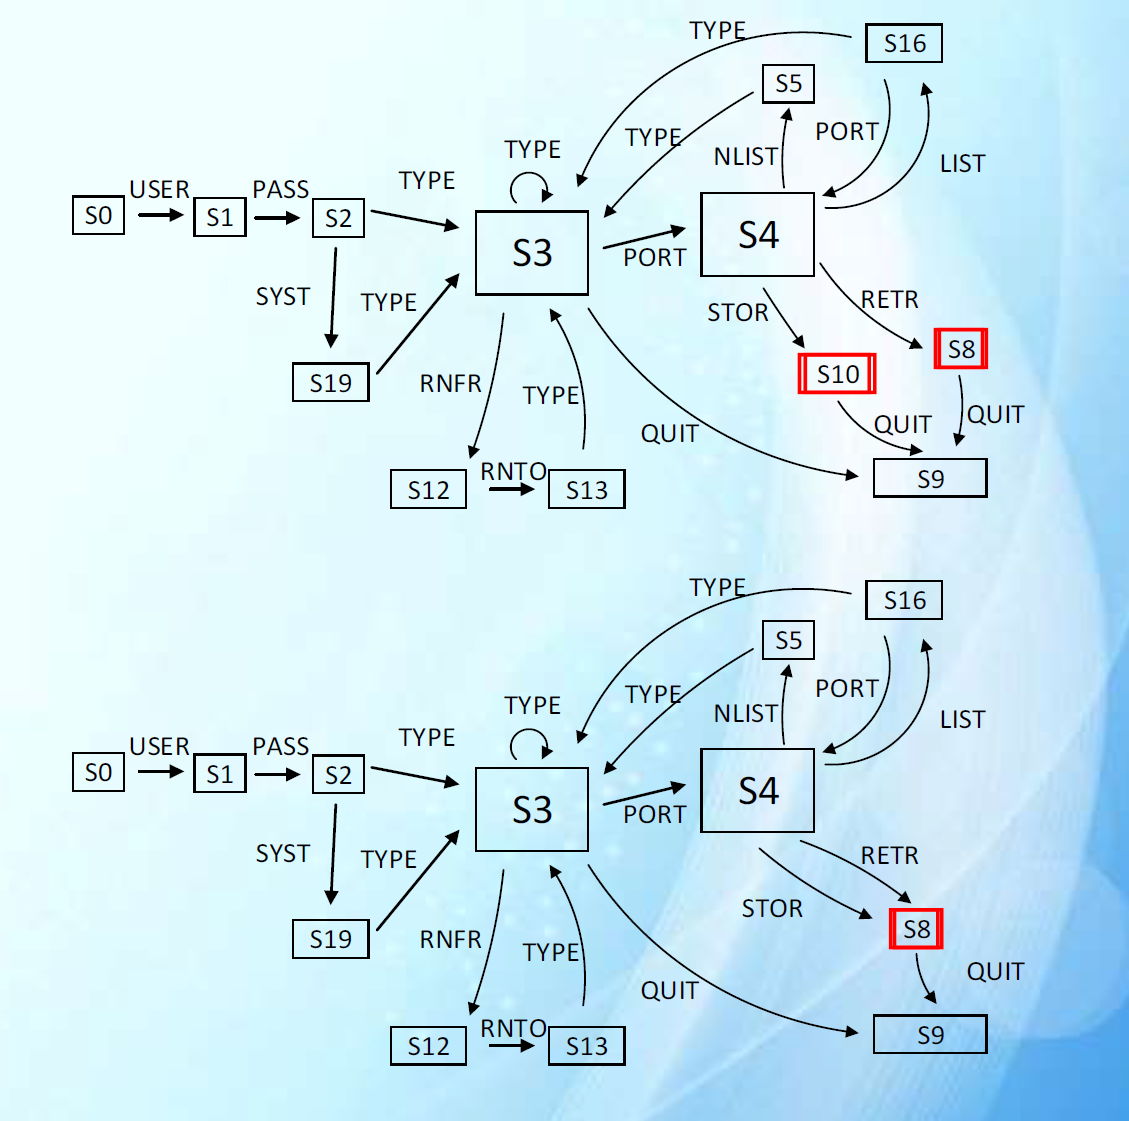 TYPE
S16
S5
TYPE
PORT
TYPE
NLIST
LIST
USER
PASS
TYPE
S0
S1
S2
S3
S4
PORT
SYST
TYPE
STOR
RETR
S19
RNFR
TYPE
S10
S8
QUIT
QUIT
QUIT
S12
RNTO
S13
S9
TYPE
S16
S5
TYPE
PORT
TYPE
NLIST
LIST
USER
PASS
TYPE
S0
S1
S2
S3
S4
PORT
SYST
TYPE
RETR
STOR
S19
RNFR
TYPE
S8
QUIT
QUIT
S12
RNTO
S13
S9